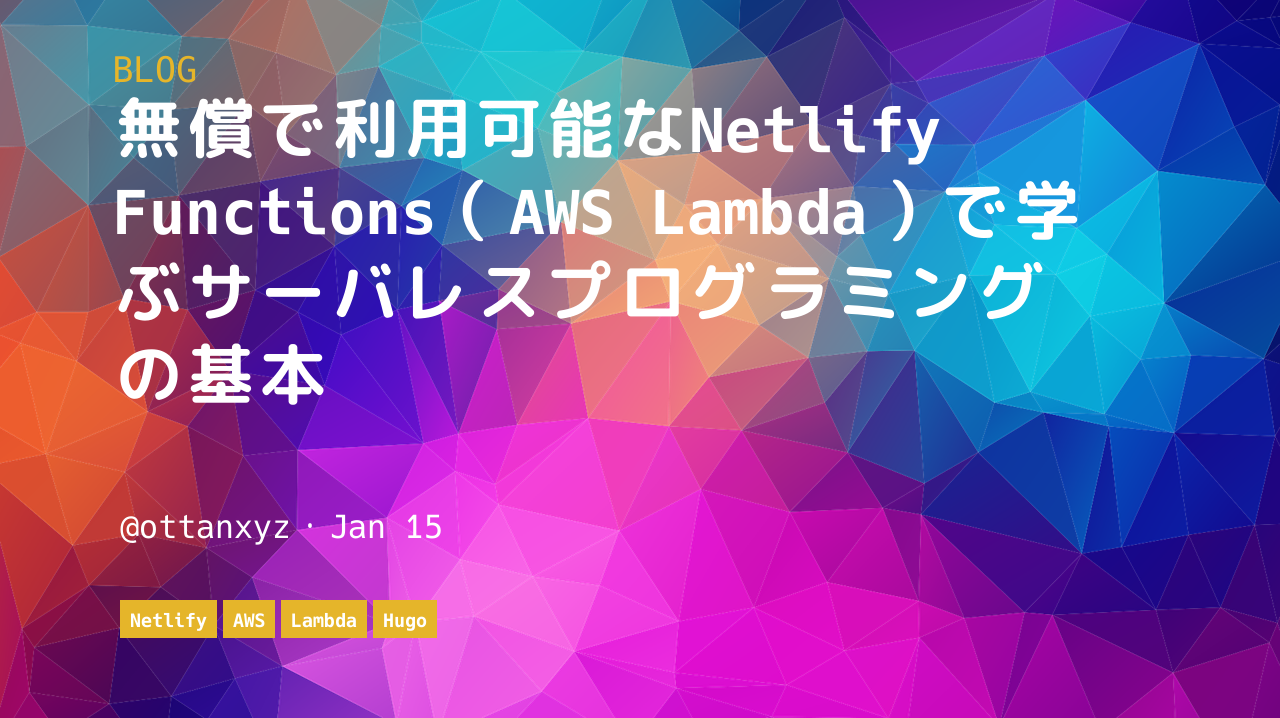 BLOG
無償で利用可能なNetlify
Functions（AWS Lambda）で学
ぶサーバレスプログラミング
の基本
@ottanxyz・Jan 15
Netlify AWS Lambda Hugo